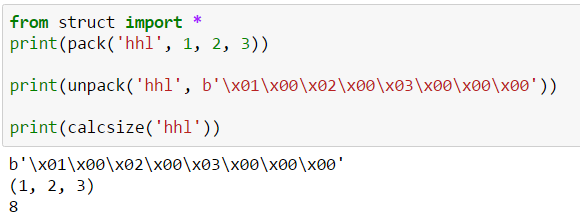 from struct import *
print(pack('hhl', 1, 2, 3))
print(unpack('hhl', b'\x01\x00\x02\x00\x03\x00\x00\x00'))
print(calcsize('hhl'))
b'\x01\x00\x02\x00\x03\x00\x00\x00'
(1, 2, 3)
8